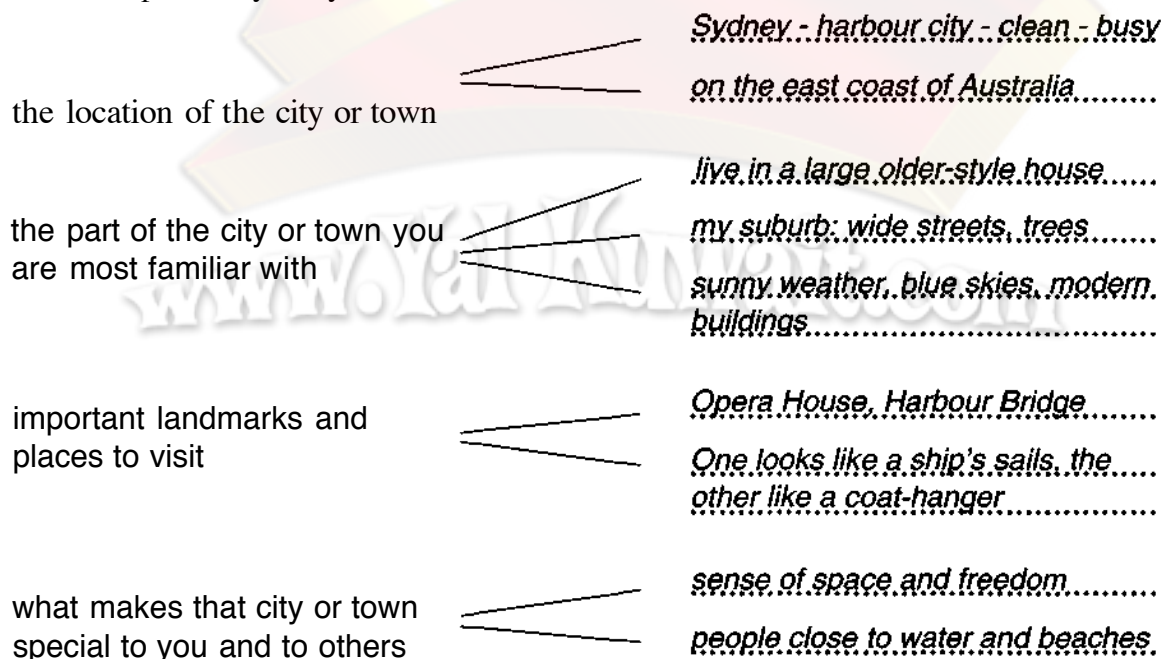 Sydney - harbour city - clean - busy
on the east coast of Australia
the location of the city or town
live in a large older-style house
the part of the city or town you
are most familiar with
my suburb: wide streets, trees
sunny weather, blue skies, modern
buildings
www.Yal Kuwait.com
important landmarks and
places to visit
Opera House, Harbour Bridge
One looks like a ship's sails, the
other like a coat-hanger
what makes that city or town
special to you and to others
sense of space and freedom
people close to water and beaches